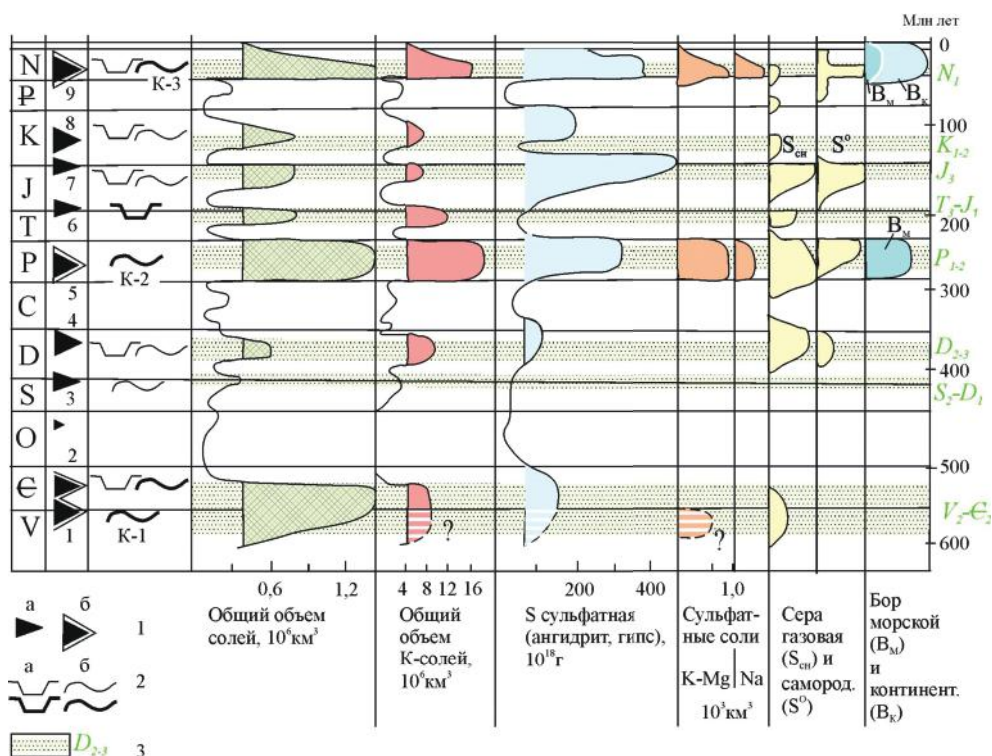 Млн лет
0
N
9
К-3
Bм
Bк
N₁
P
100
K
8
K₁₋₂
Sсн
S°
J
7
J₃
T₃-J₁
200
T
6
P
К-2
Bм
P₁₋₂
300
C
5
4
D
D₂₋₃
400
S
3
S₂-D₁
O
2
500
Є
V₂-Є₂
V
1
К-1
?
?
600
0,6 1,2 4 8 12 16 200 400 1,0
Общий объем
солей, 10⁶км³
Общий
объем
К-солей,
10⁶км³
S сульфатная
(ангидрит, гипс),
10¹⁸г
Сульфат-
ные соли
K-Mg Na
10³км³
Сера
газовая
(Sсн) и
самород.
(S°)
Бор
морской
(Bм)
и
континент.
(Bк)
а б 1
а б 2
D₂₋₃ 3